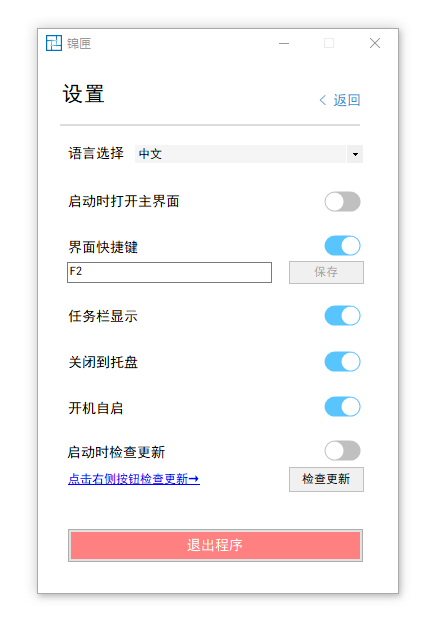 锦匣
设置
返回
语言选择 中文
启动时打开主界面
界面快捷键
F2 保存
任务栏显示
关闭到托盘
开机自启
启动时检查更新
点击右侧按钮检查更新→ 检查更新
退出程序